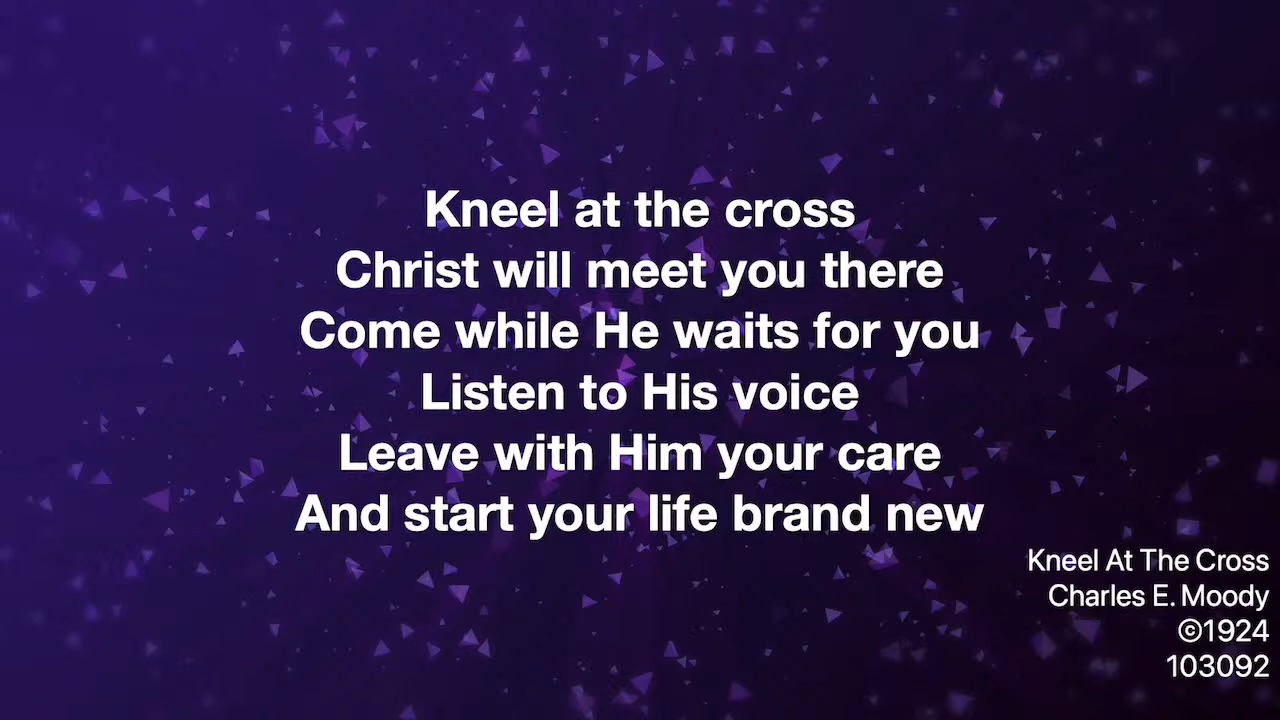 Kneel at the cross
Christ will meet you there
Come while He waits for you
Listen to His voice
Leave with Him your care
And start your life brand new
Kneel At The Cross
Charles E. Moody
©1924
103092